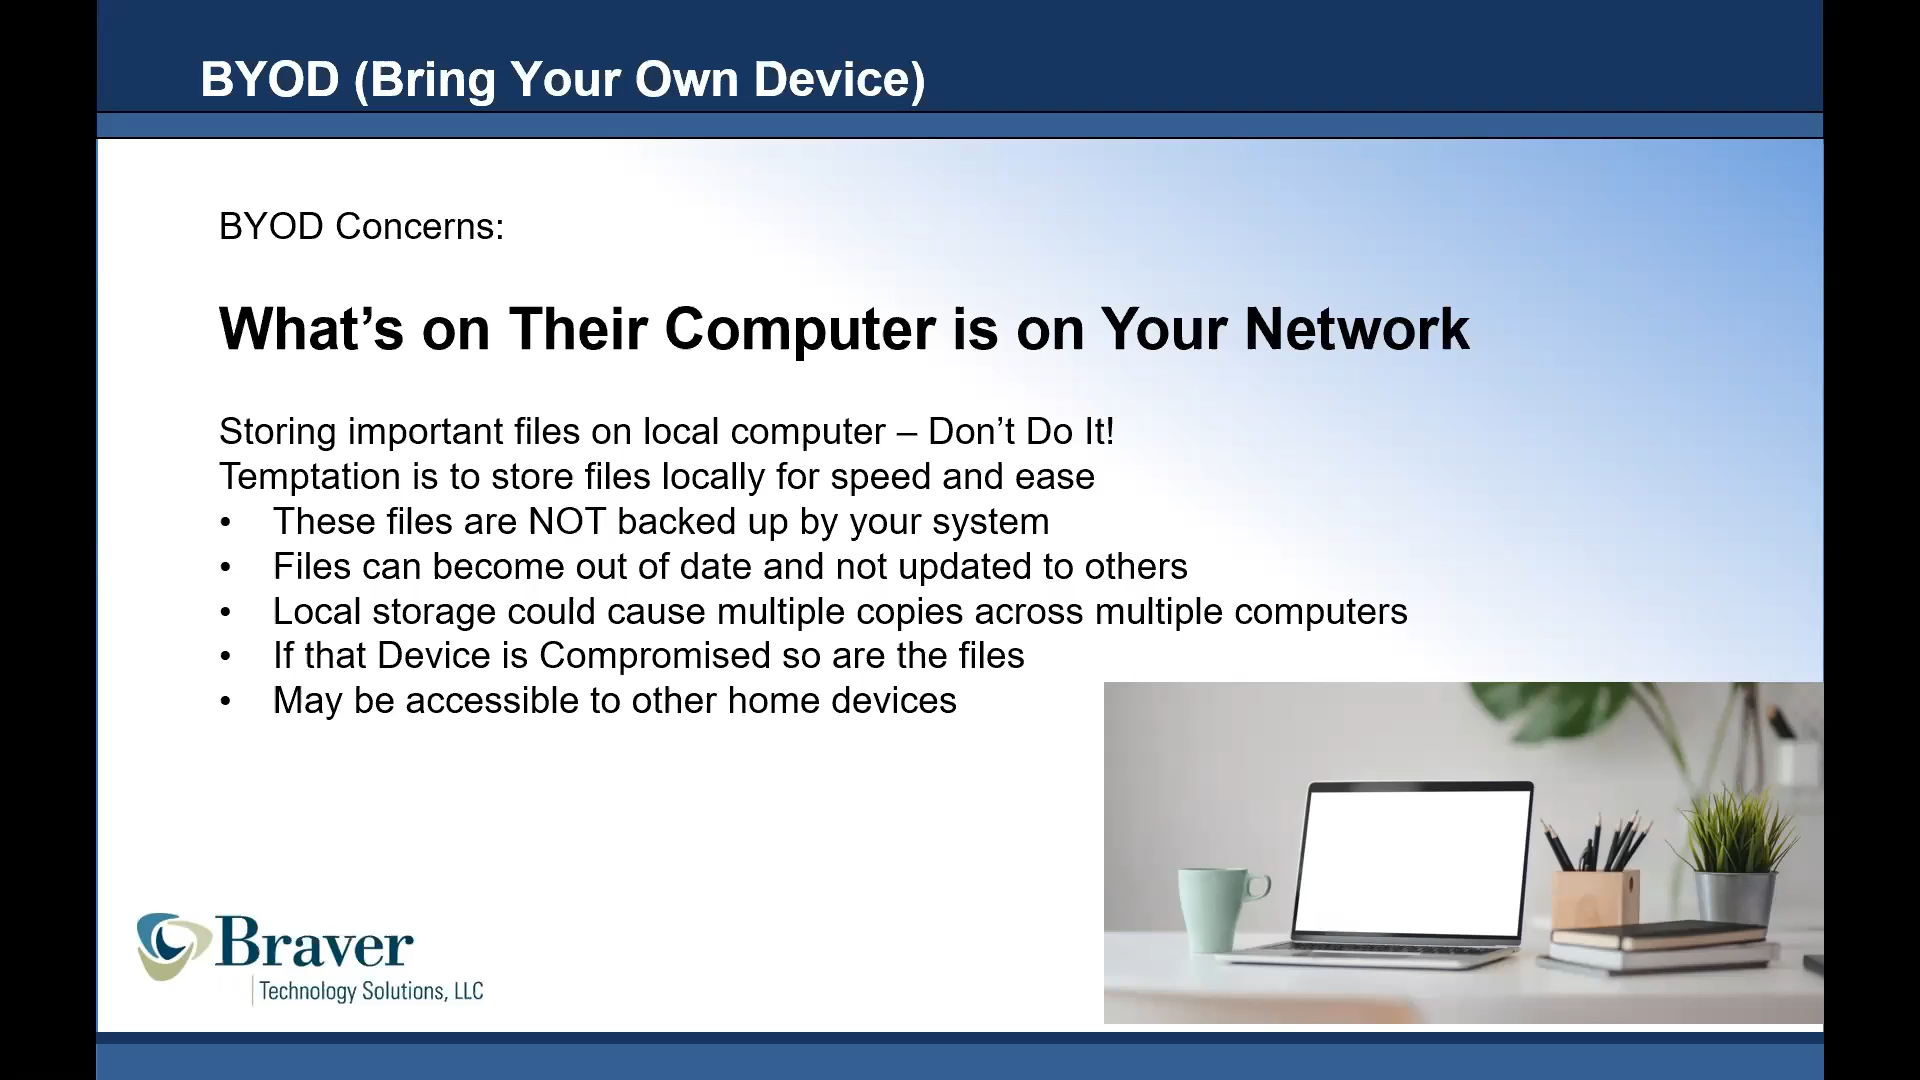 BYOD (Bring Your Own Device)
BYOD Concerns:
What’s on Their Computer is on Your Network
Storing important files on local computer – Don’t Do It!
Temptation is to store files locally for speed and ease
• These files are NOT backed up by your system
• Files can become out of date and not updated to others
• Local storage could cause multiple copies across multiple computers
• If that Device is Compromised so are the files
• May be accessible to other home devices
Braver
Technology Solutions, LLC